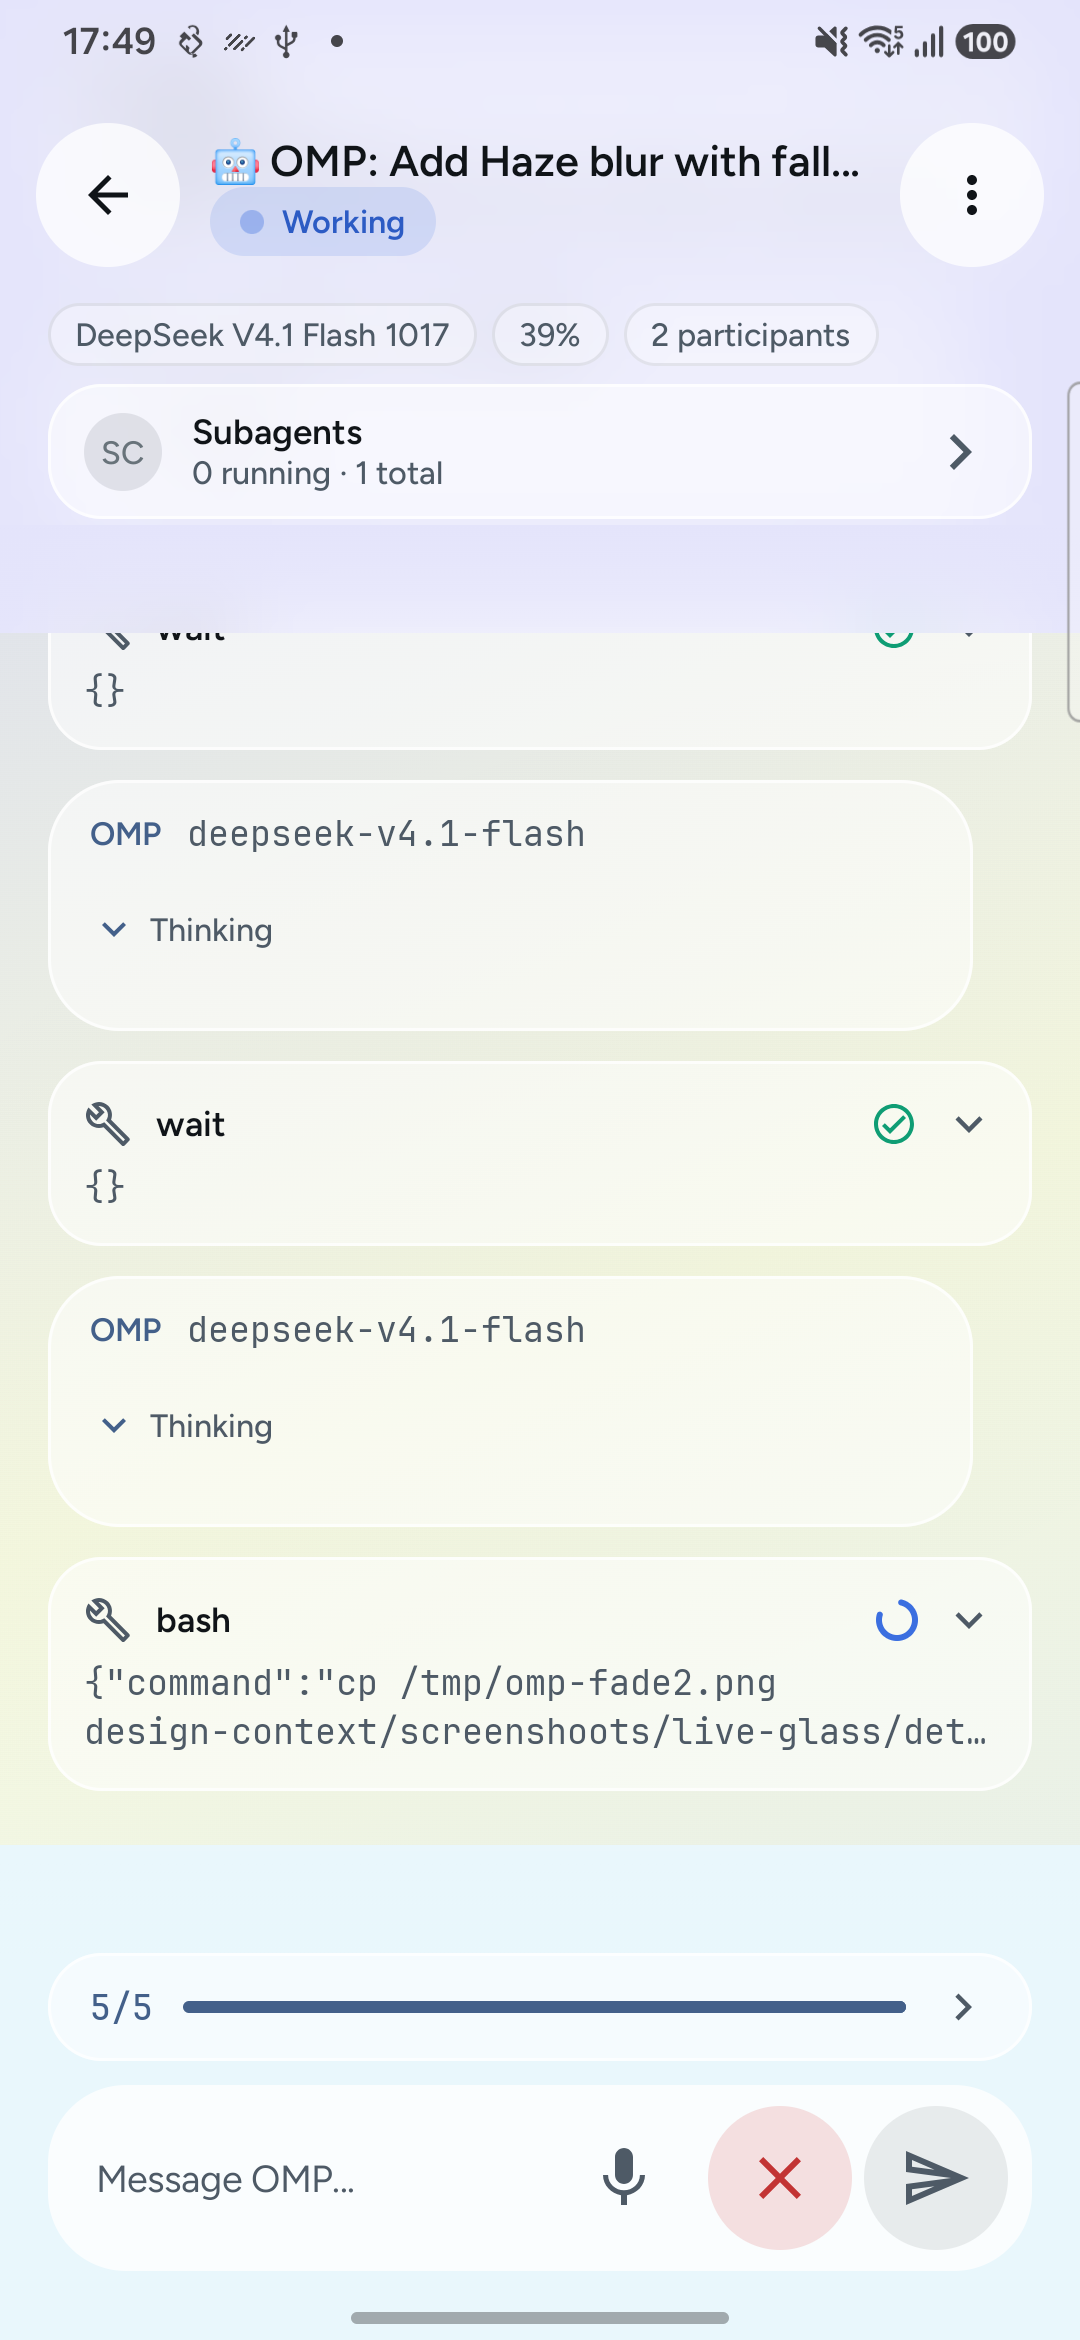 17:49
5
100
OMP: Add Haze blur with fall...
Working
DeepSeek V4.1 Flash 1017
39%
2 participants
SC
Subagents
0 running · 1 total
wait
{}
OMP deepseek-v4.1-flash
Thinking
wait
{}
OMP deepseek-v4.1-flash
Thinking
bash
{"command":"cp /tmp/omp-fade2.png
design-context/screenshoots/live-glass/det…
5/5
Message OMP...